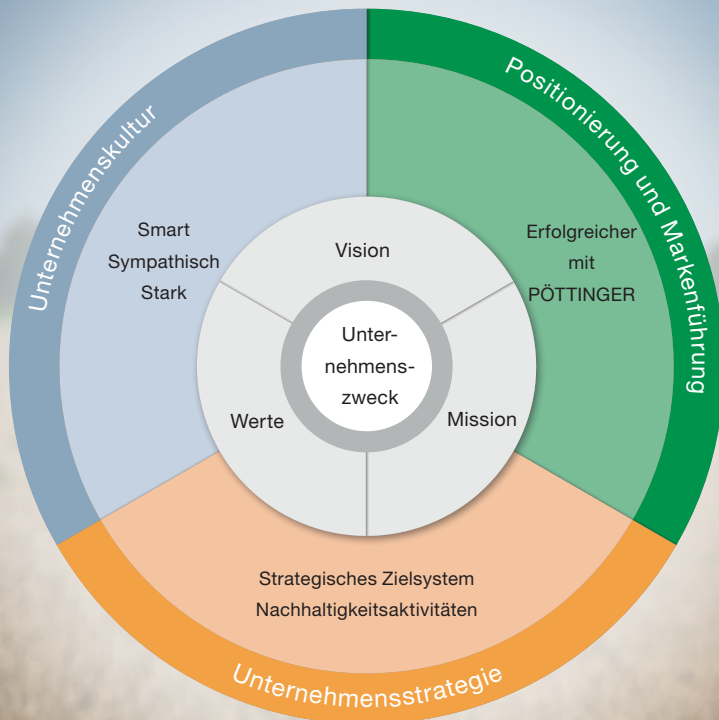 Unternehmenskultur
Positionierung und Markenführung
Smart
Sympathisch
Stark
Erfolgreicher
mit
PÖTTINGER
Vision
Unter-
nehmens-
zweck
Werte
Mission
Strategisches Zielsystem
Nachhaltigkeitsaktivitäten
Unternehmensstrategie